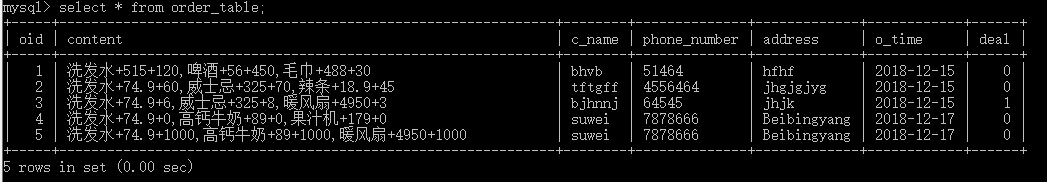 mysql> select * from order_table;
| oid | content | c_name | phone_number | address | o_time | deal |
| 1 | 洗发水+515+120,啤酒+56+450,毛巾+488+30 | bhvb | 51464 | hfhf | 2018-12-15 | 0 |
| 2 | 洗发水+74.9+60,威士忌+325+70,辣条+18.9+45 | tftgff | 4556464 | jhgjgjyg | 2018-12-15 | 0 |
| 3 | 洗发水+74.9+6,威士忌+325+8,暖风扇+4950+3 | bjhnnj | 64545 | jhjk | 2018-12-15 | 1 |
| 4 | 洗发水+74.9+0,高钙牛奶+89+0,果汁机+179+0 | suwei | 7878666 | Beibingyang | 2018-12-17 | 0 |
| 5 | 洗发水+74.9+1000,高钙牛奶+89+1000,暖风扇+4950+1000 | suwei | 7878666 | Beibingyang | 2018-12-17 | 0 |
5 rows in set (0.00 sec)